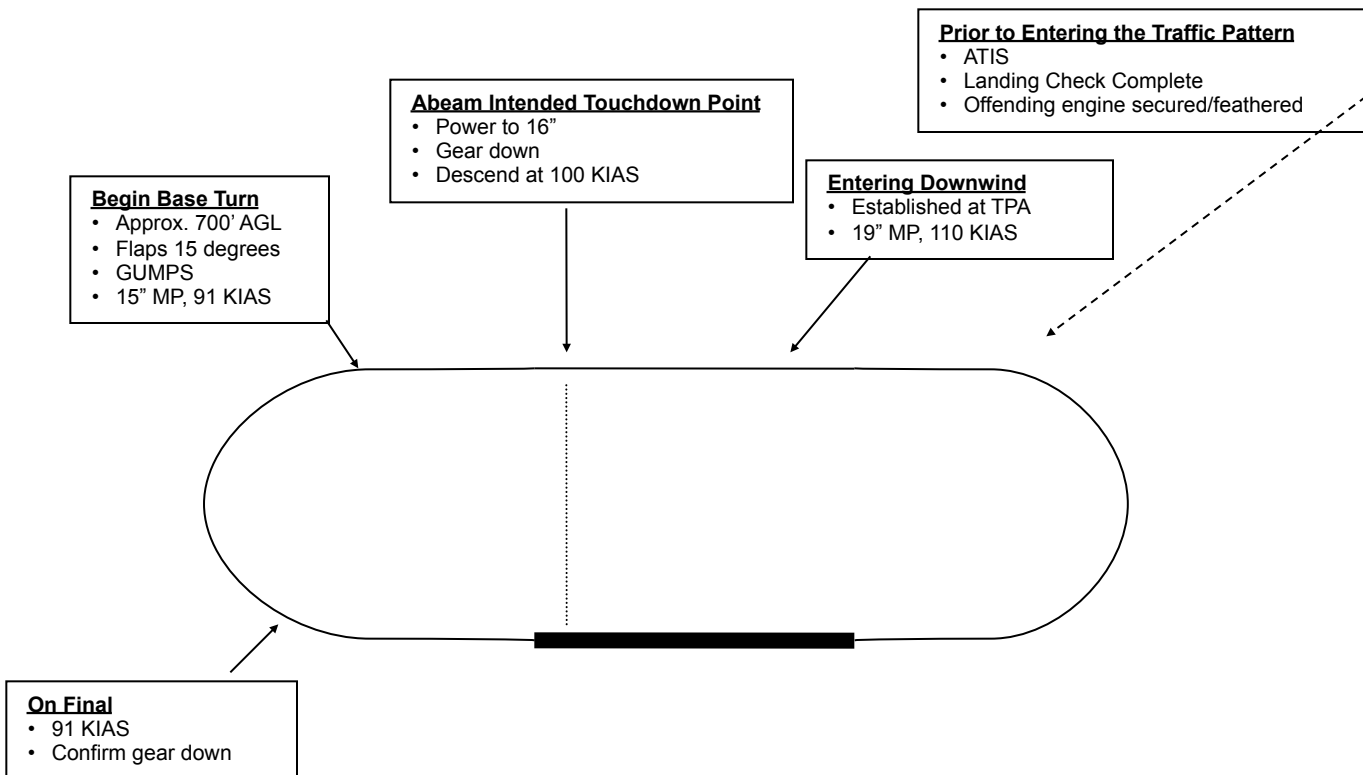 Prior to Entering the Traffic Pattern
• ATIS
• Landing Check Complete
• Offending engine secured/feathered
Abeam Intended Touchdown Point
• Power to 16”
• Gear down
• Descend at 100 KIAS
Entering Downwind
• Established at TPA
• 19” MP, 110 KIAS
Begin Base Turn
• Approx. 700’ AGL
• Flaps 15 degrees
• GUMPS
• 15” MP, 91 KIAS
On Final
• 91 KIAS
• Confirm gear down